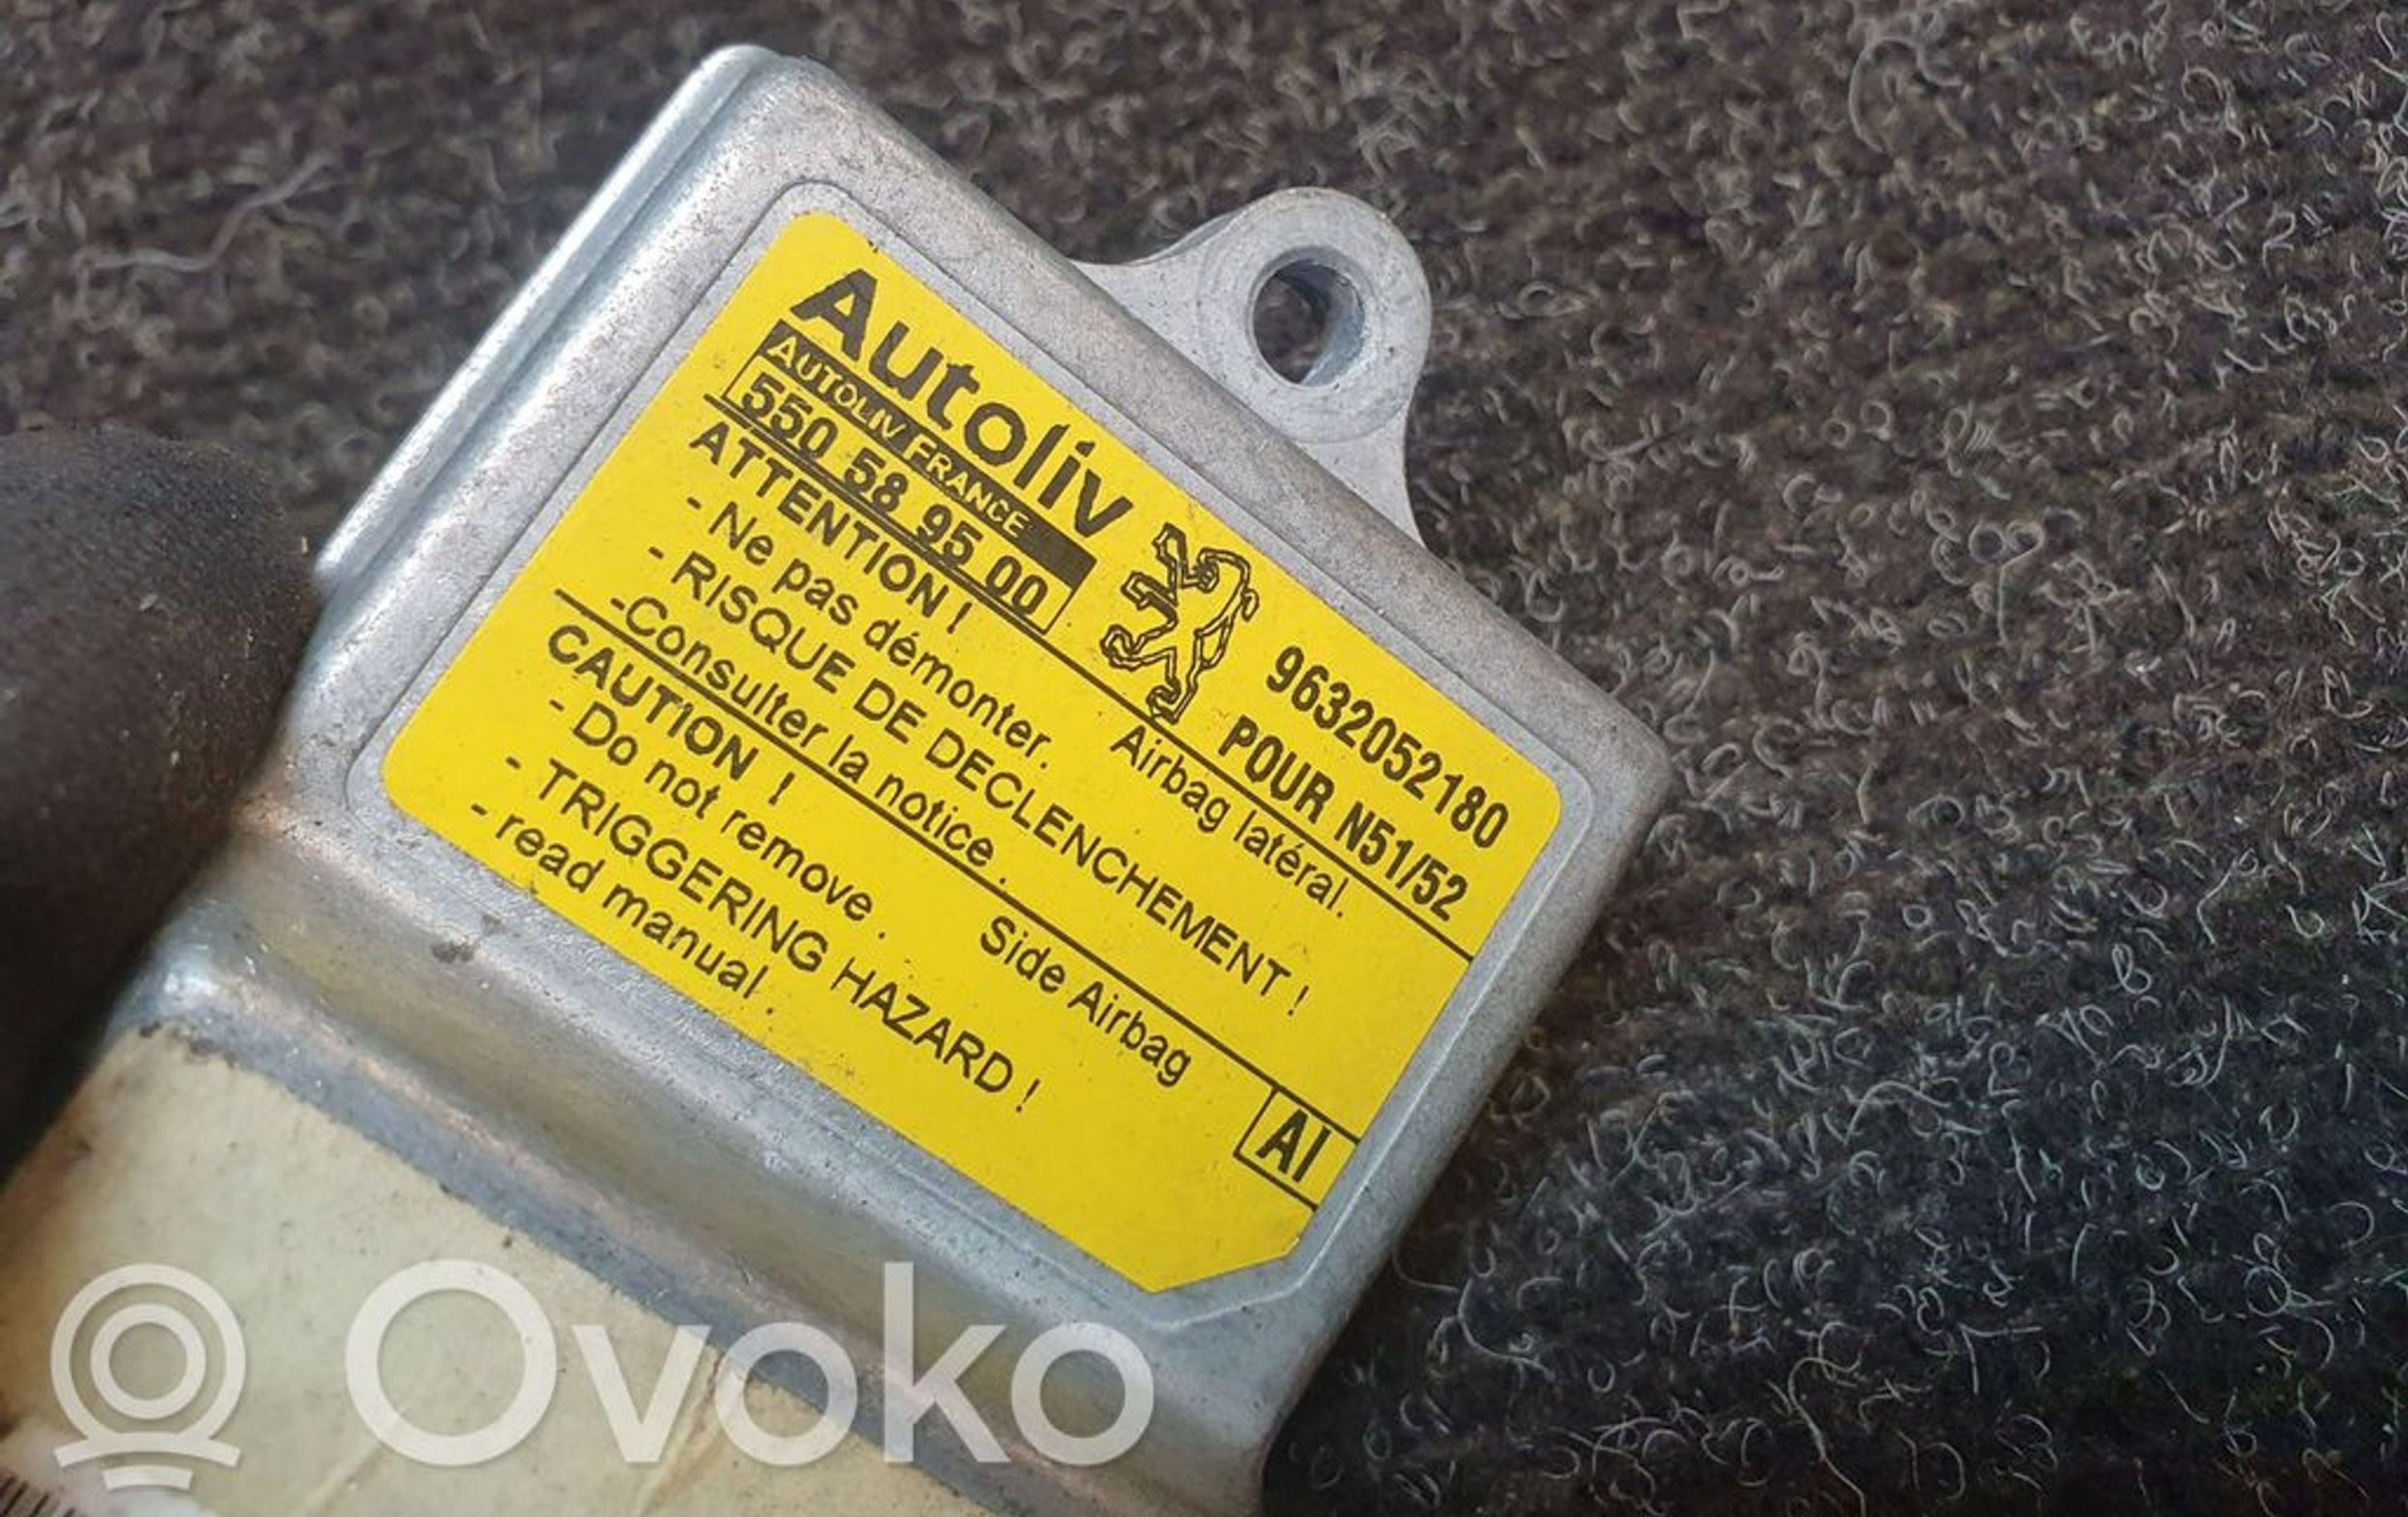 Autoliv
AUTOLIV FRANCE
550 58 95 00
9632052180
POUR N51/52
ATTENTION !
Airbag latéral.
- Ne pas démonter.
- RISQUE DE DECLENCHEMENT !
-Consulter la notice .
CAUTION !
Side Airbag
- Do not remove .
- TRIGGERING HAZARD !
- read manual .
AI
Ovoko